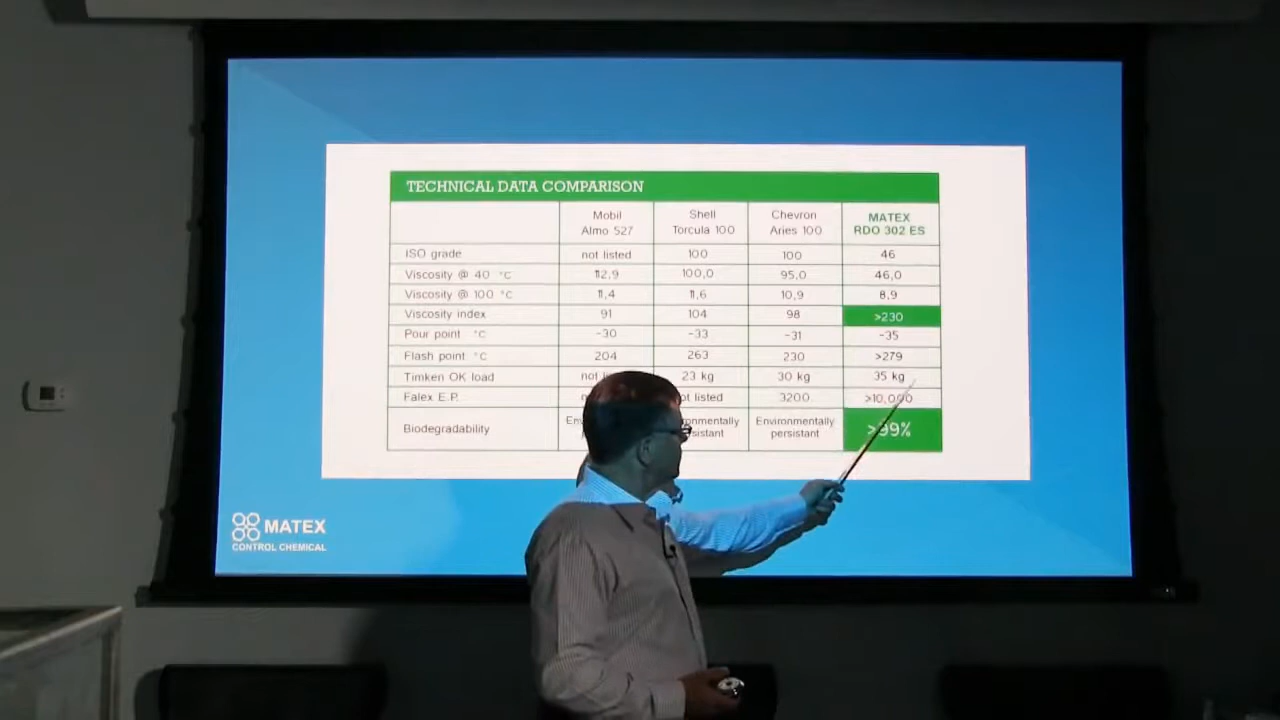 TECHNICAL DATA COMPARISON
Mobil Almo 527 Shell Torcula 100 Chevron Aries 100 MATEX RDO 302 ES
ISO grade not listed 100 100 46
Viscosity @ 40 °C 112,9 100,0 95,0 46,0
Viscosity @ 100 °C 11,4 11,6 10,9 8,9
Viscosity index 91 104 98 >230
Pour point °C -30 -33 -31 -35
Flash point °C 204 263 230 >279
Timken OK load not 23 kg 30 kg 35 kg
Falex E.P. listed 3200 >10,000
Biodegradability Environmentally persistant >99%
MATEX
CONTROL CHEMICAL